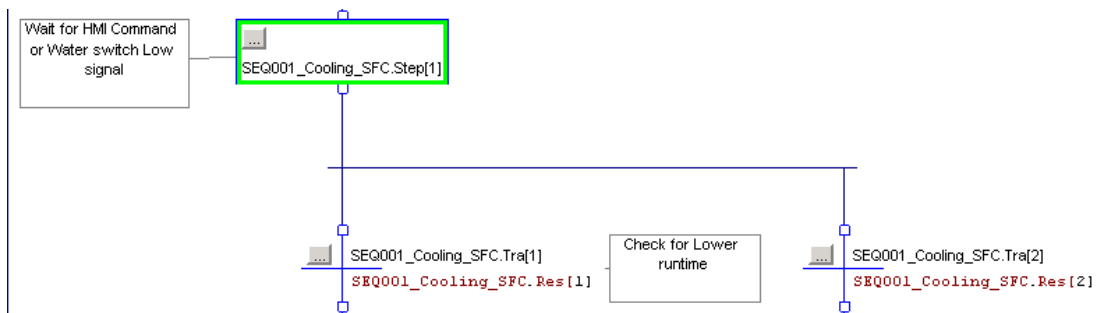 Wait for HMI Command
or Water switch Low
signal
...
SEQ001_Cooling_SFC.Step[1]
...
SEQ001_Cooling_SFC.Tra[1]
SEQ001_Cooling_SFC.Res[1]
Check for Lower
runtime
...
SEQ001_Cooling_SFC.Tra[2]
SEQ001_Cooling_SFC.Res[2]